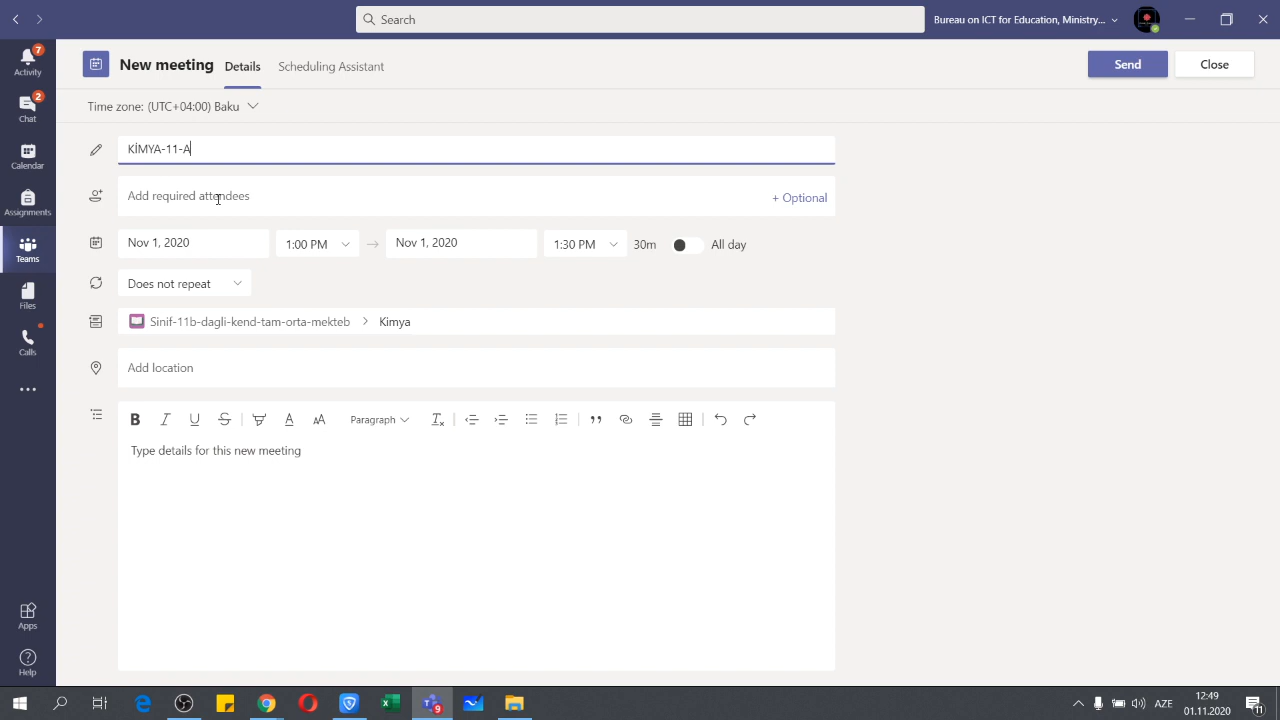 Search
Bureau on ICT for Education, Ministry...
7
Activity
2
Chat
Calendar
Assignments
Teams
Files
Calls
Apps
Help
New meeting
Details
Scheduling Assistant
Send
Close
Time zone: (UTC+04:00) Baku
KİMYA-11-A
Add required attendees
+ Optional
Nov 1, 2020
1:00 PM
Nov 1, 2020
1:30 PM
30m
All day
Does not repeat
Sinif-11b-dagli-kend-tam-orta-mekteb > Kimya
Add location
B I U S A AA Paragraph
Type details for this new meeting
9
AZE
12:49
01.11.2020
11